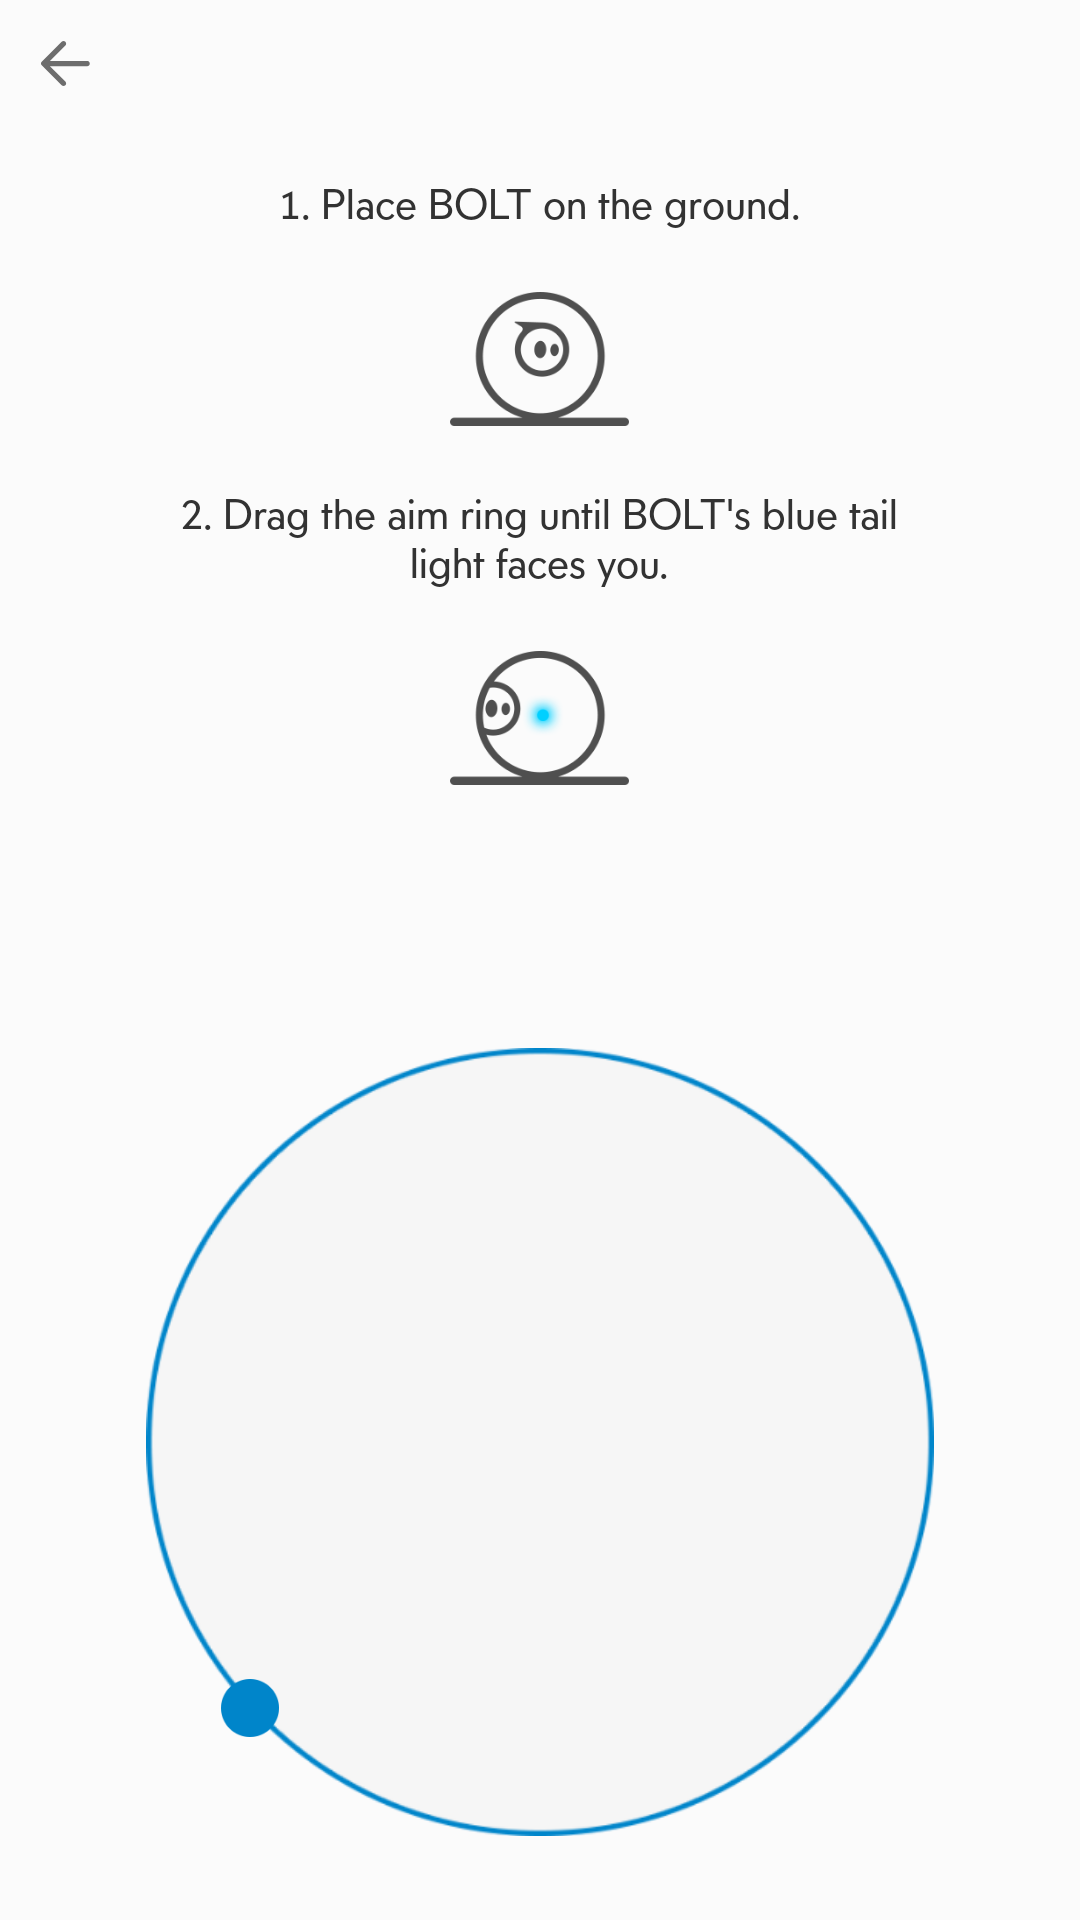 1. Place BOLT on the ground.
2. Drag the aim ring until BOLT's blue tail
light faces you.